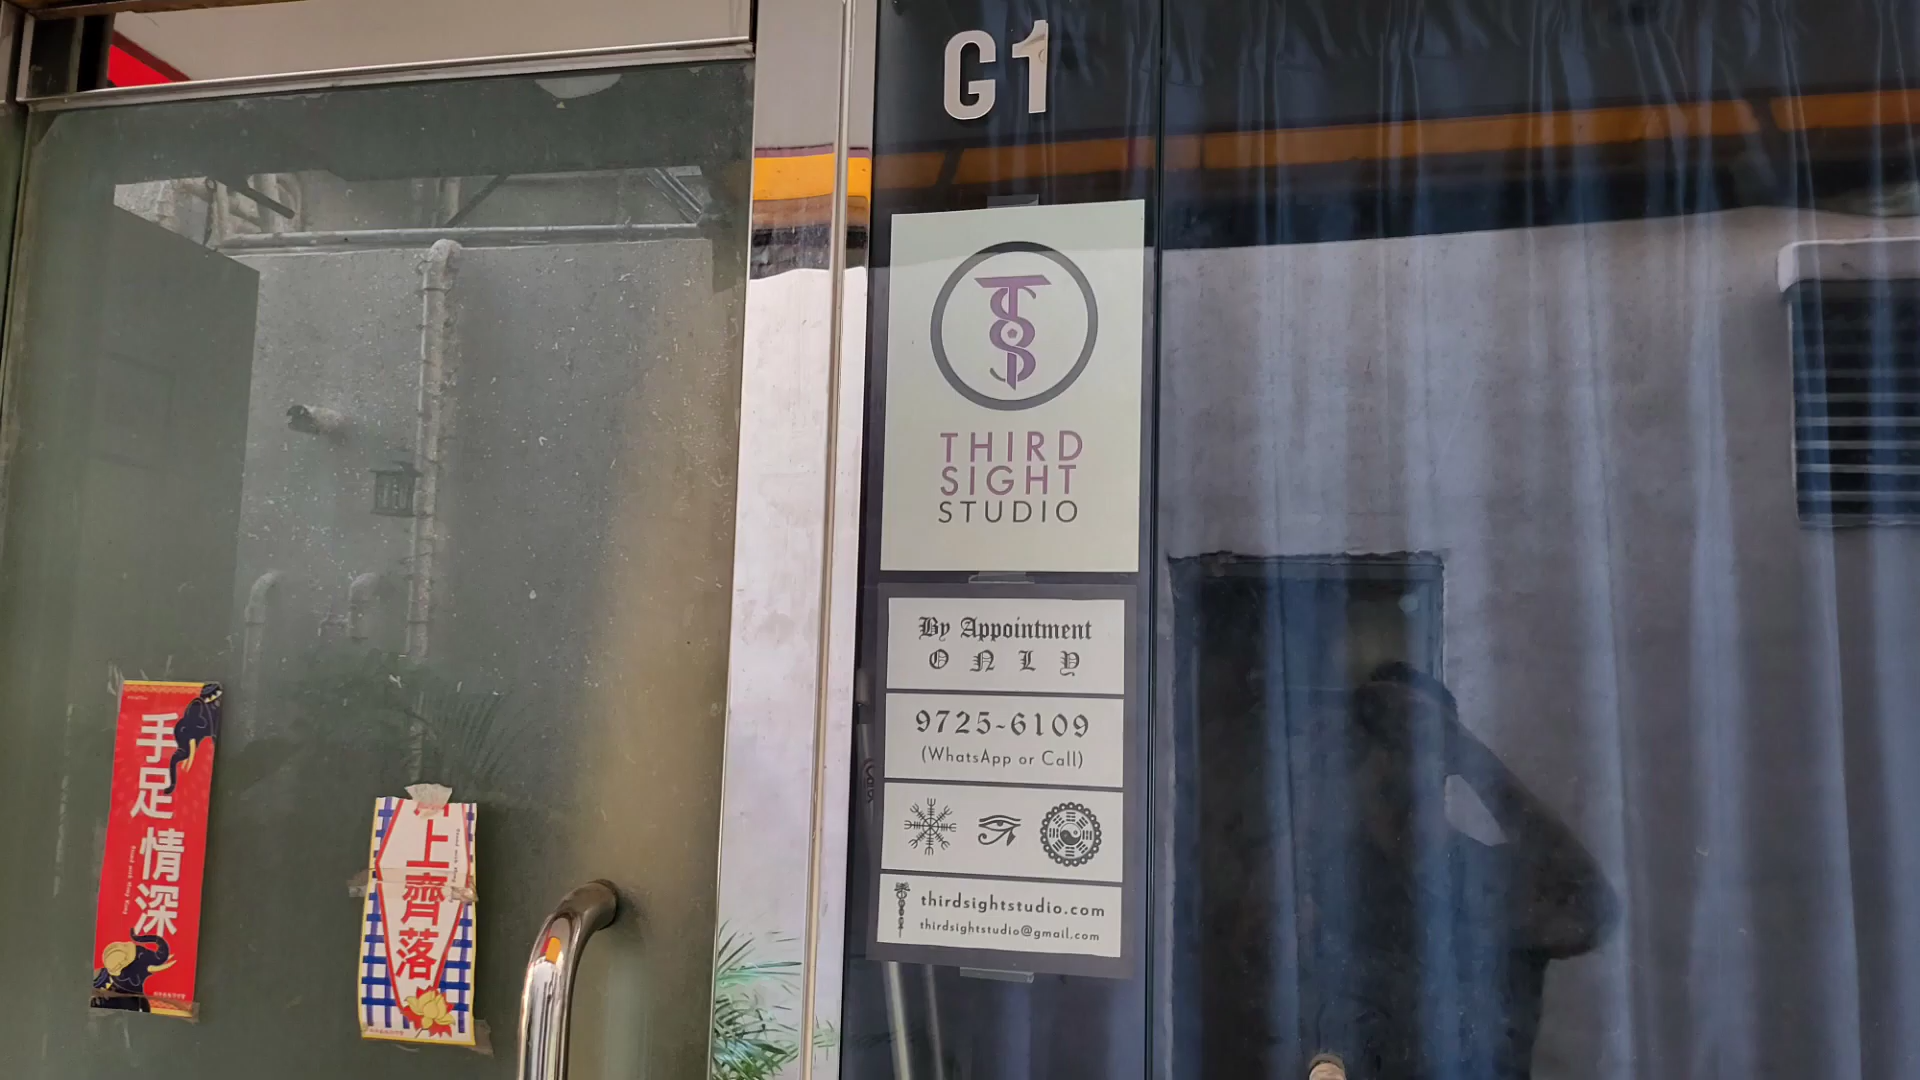 G1
THIRD
SIGHT
STUDIO
By Appointment
ONLY
9725-6109
(WhatsApp or Call)
thirdsightstudio.com
thirdsightstudio@gmail.com
手足情深
上齊落